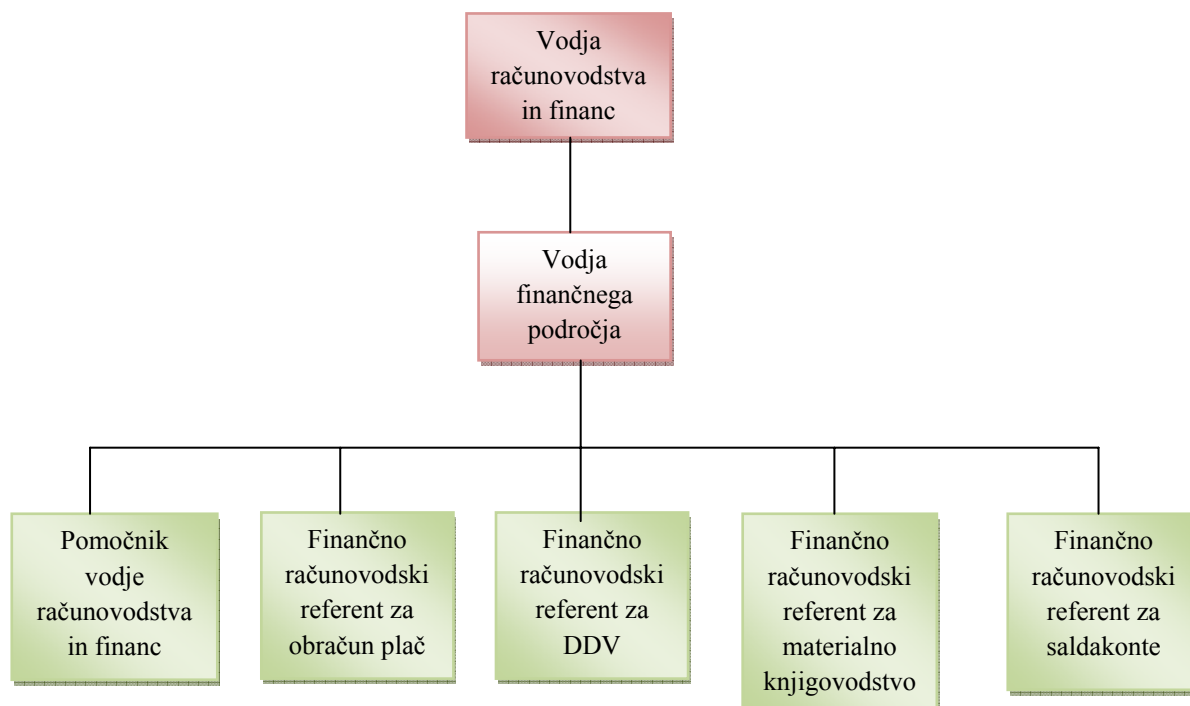 Vodja
računovodstva
in financ
Vodja
finančnega
področja
Pomočnik
vodje
računovodstva
in financ
Finančno
računovodski
referent za
obračun plač
Finančno
računovodski
referent za
DDV
Finančno
računovodski
referent za
materialno
knjigovodstvo
Finančno
računovodski
referent za
saldakonte